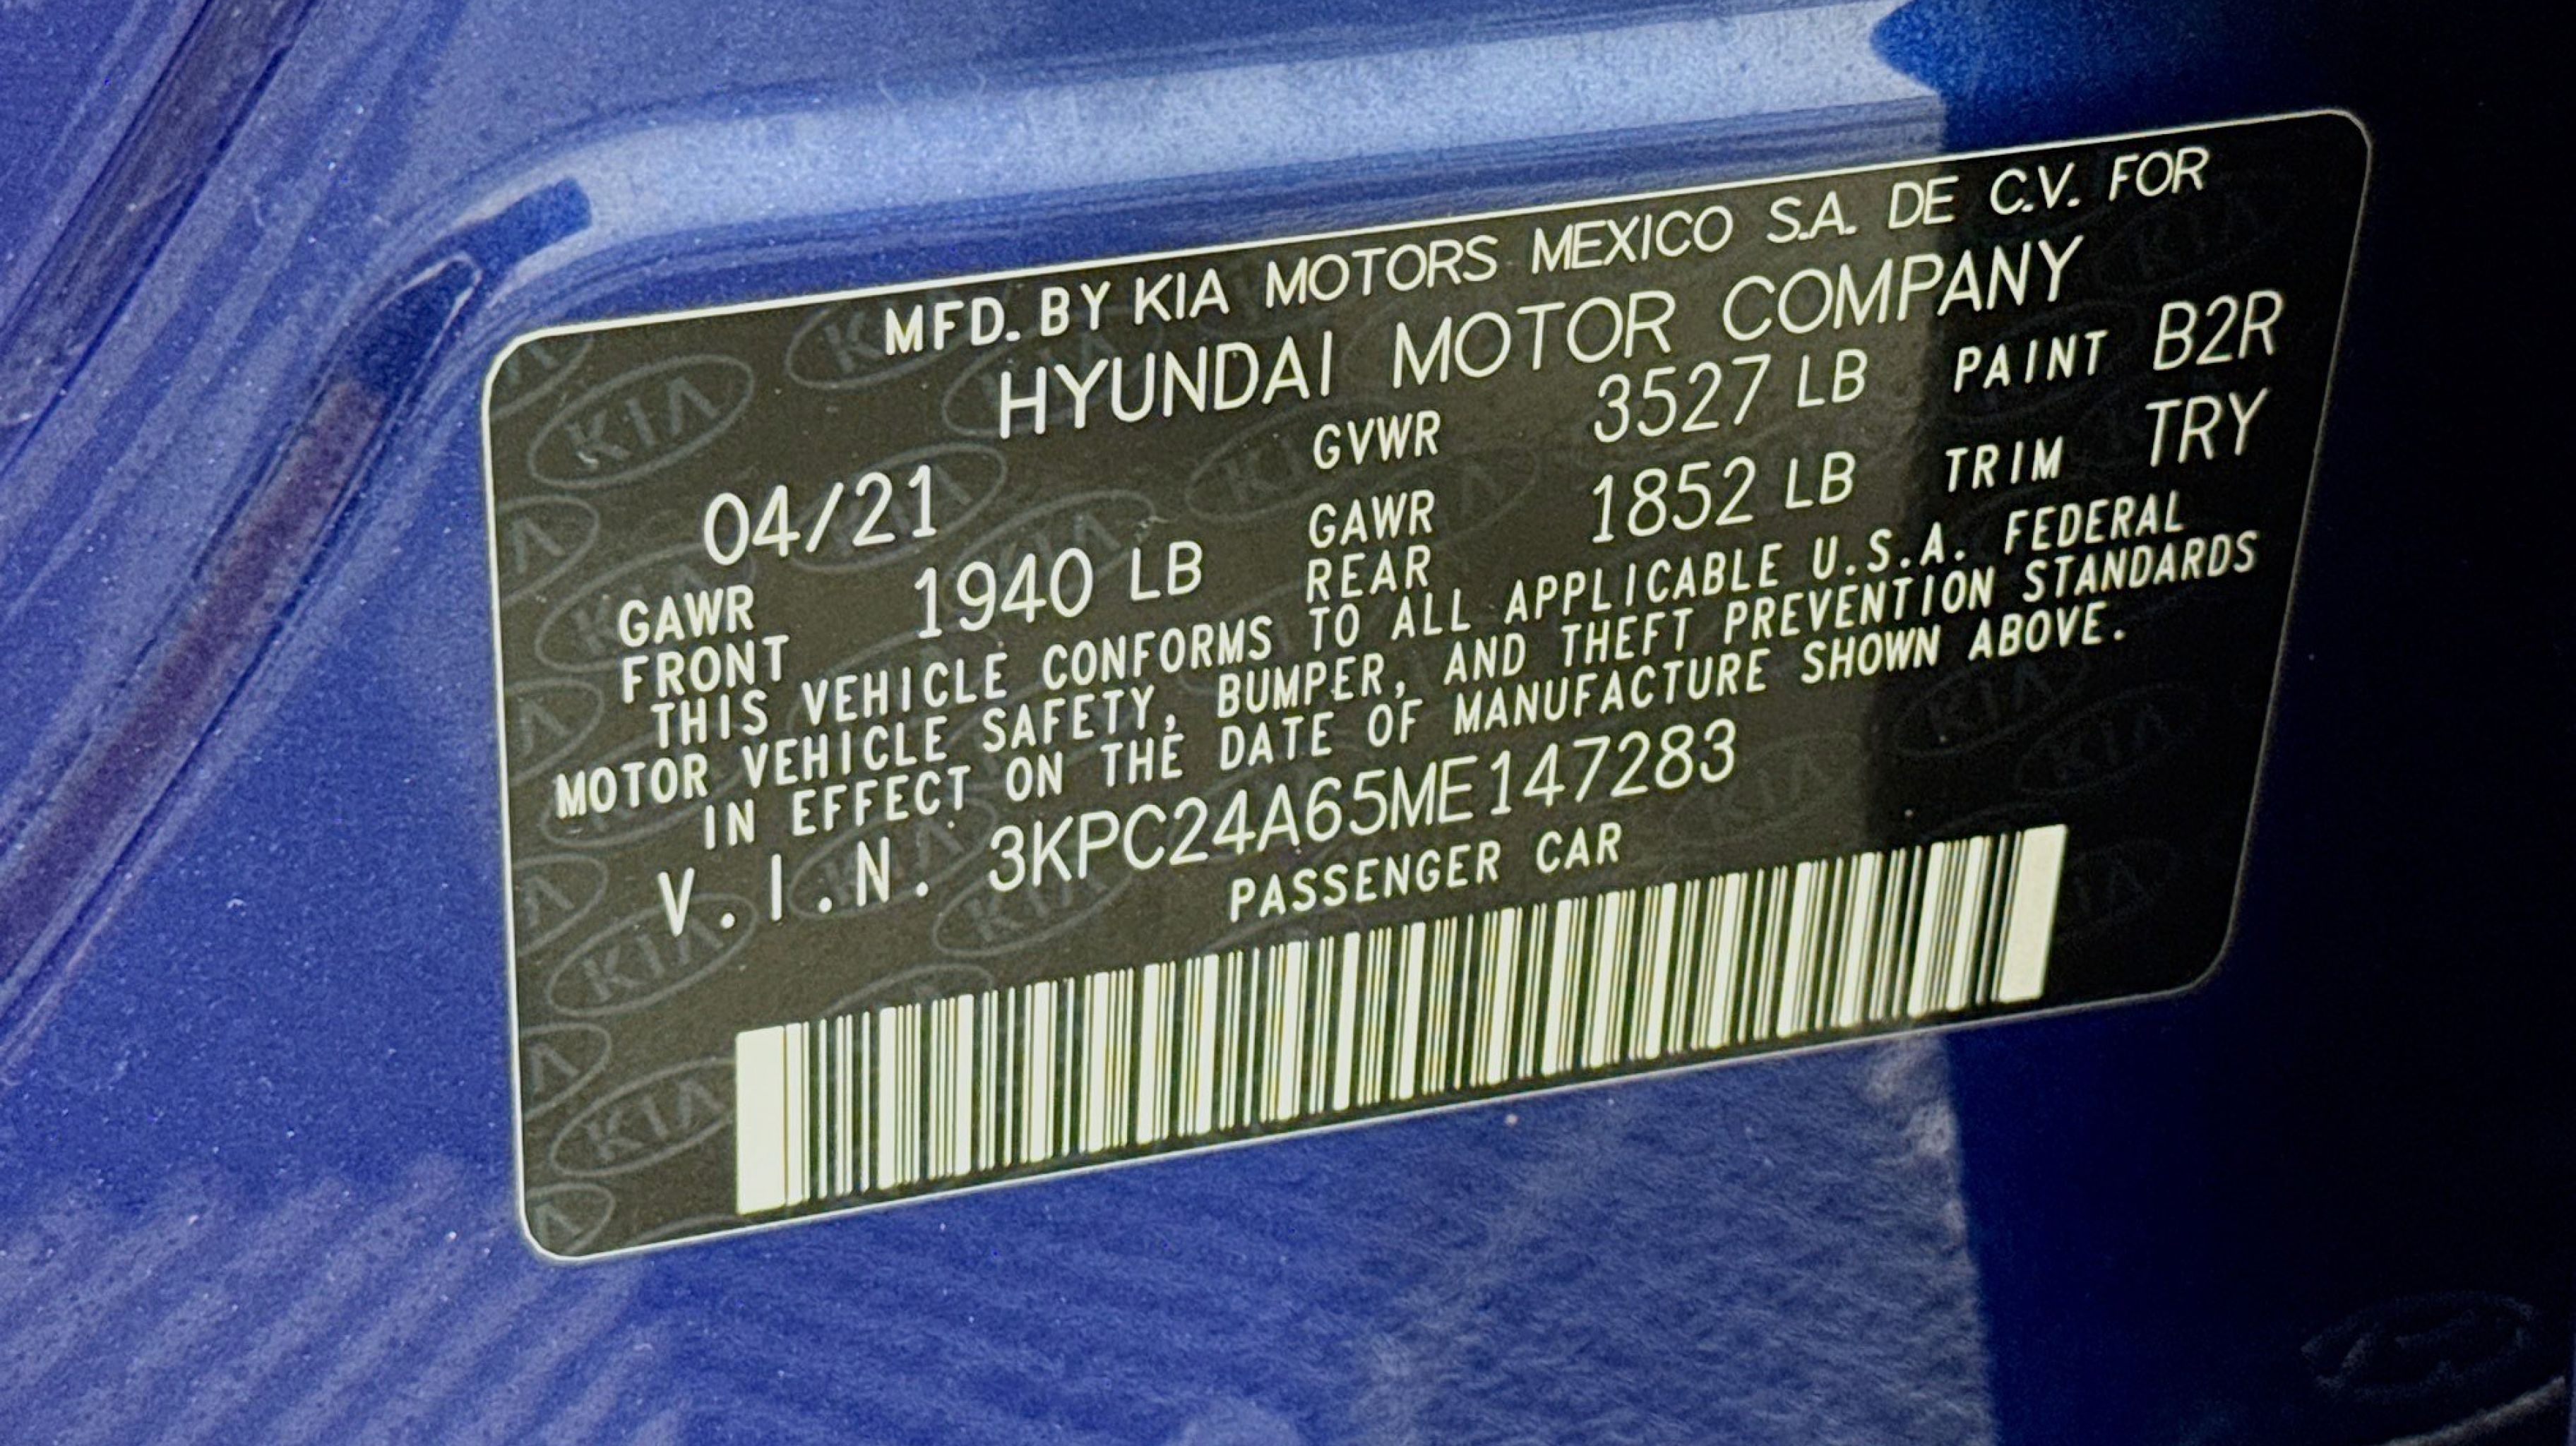 MFD. BY KIA MOTORS MEXICO S.A. DE C.V. FOR
HYUNDAI MOTOR COMPANY
04/21 GVWR 3527 LB PAINT B2R
GAWR FRONT 1940 LB GAWR REAR 1852 LB TRIM TRY
THIS VEHICLE CONFORMS TO ALL APPLICABLE U.S.A. FEDERAL
MOTOR VEHICLE SAFETY, BUMPER, AND THEFT PREVENTION STANDARDS
IN EFFECT ON THE DATE OF MANUFACTURE SHOWN ABOVE.
V.I.N. 3KPC24A65ME147283
PASSENGER CAR
KIA